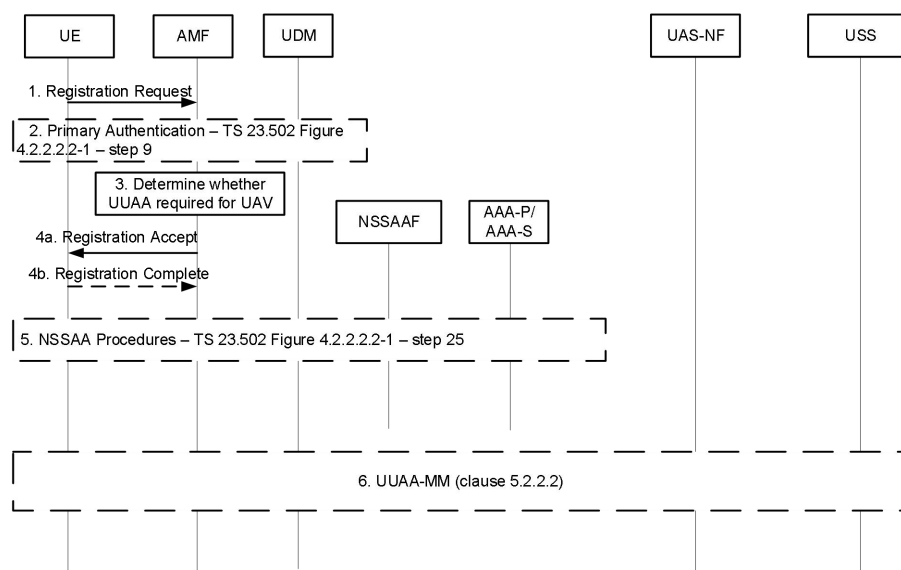 UE
AMF
UDM
UAS-NF
USS
1. Registration Request
2. Primary Authentication – TS 23.502 Figure
4.2.2.2.2-1 – step 9
3. Determine whether
UUAA required for UAV
NSSAAF
AAA-P/
AAA-S
4a. Registration Accept
4b. Registration Complete
5. NSSAA Procedures – TS 23.502 Figure 4.2.2.2.2-1 – step 25
6. UUAA-MM (clause 5.2.2.2)